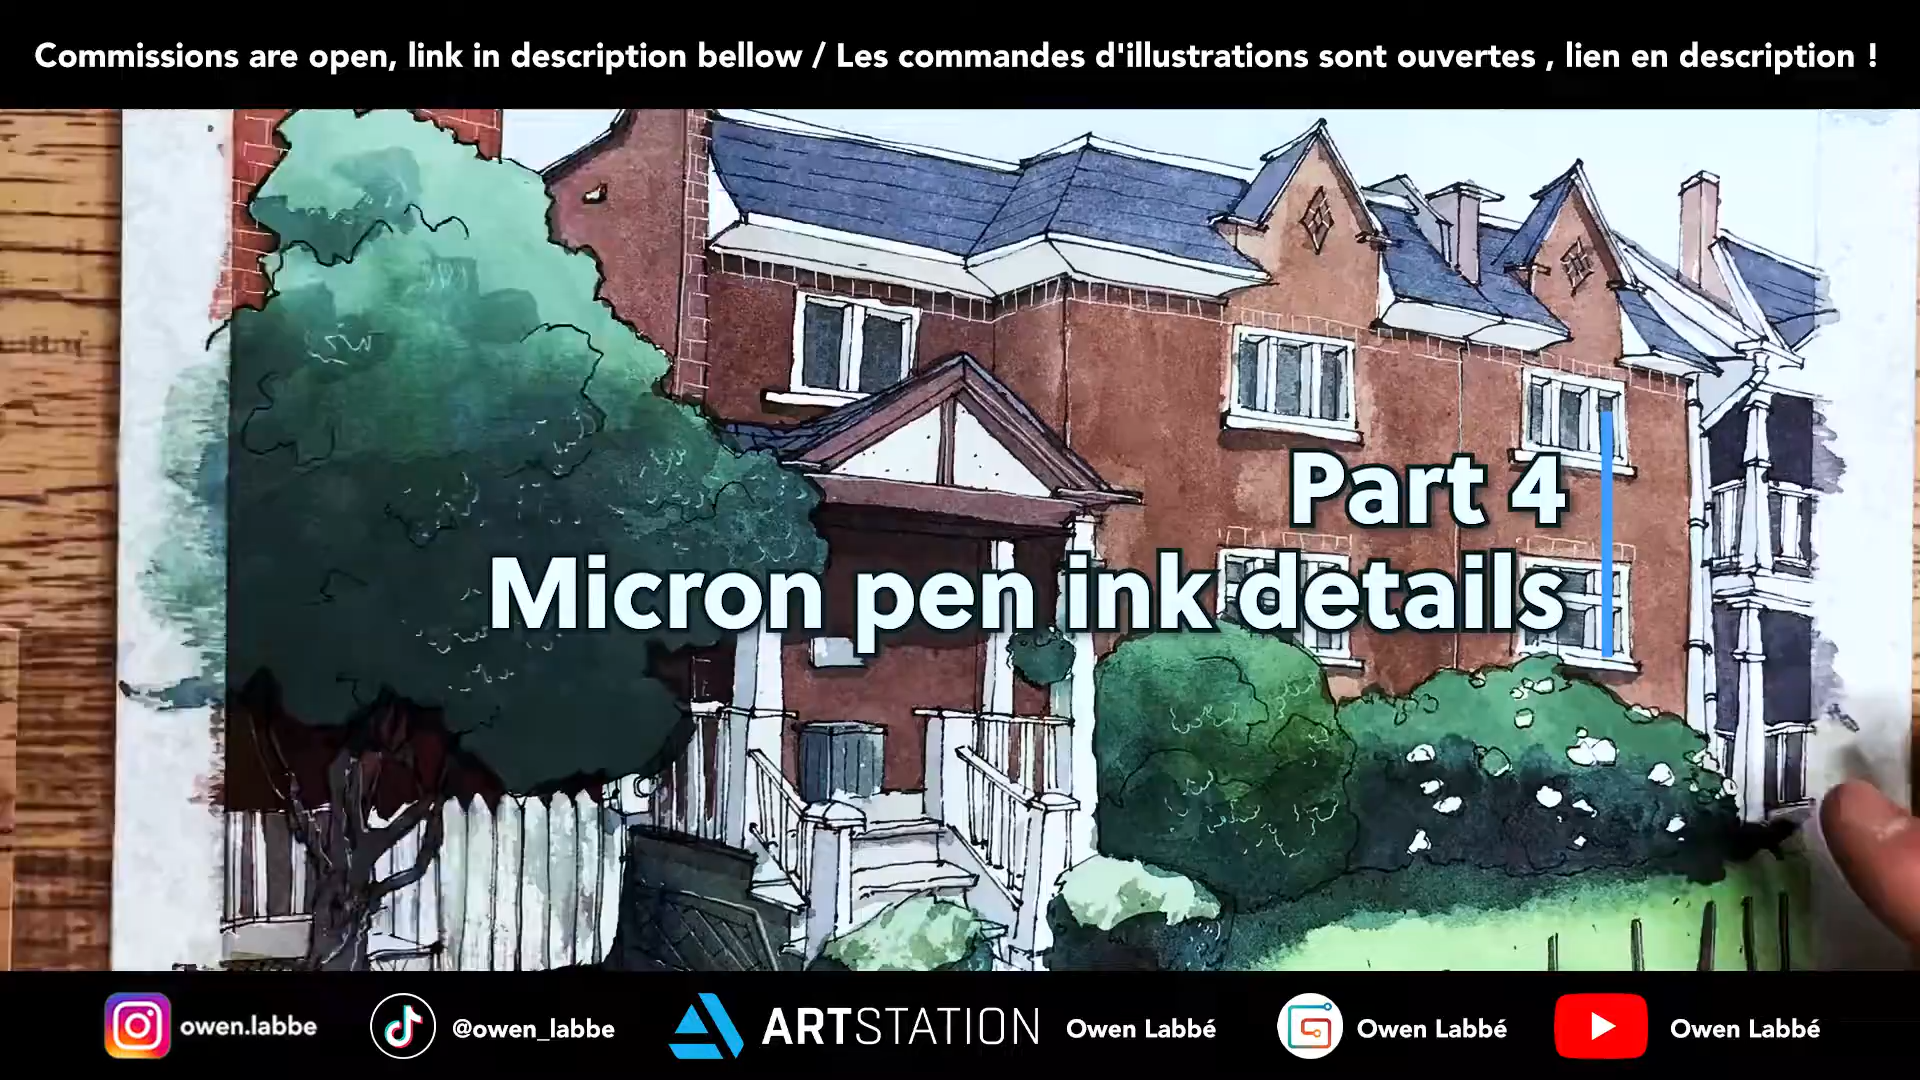 Commissions are open, link in description bellow / Les commandes d'illustrations sont ouvertes , lien en description !
Part 4
Micron pen ink details
owen.labbe
@owen_labbe
ARTSTATION
Owen Labbé
Owen Labbé
Owen Labbé